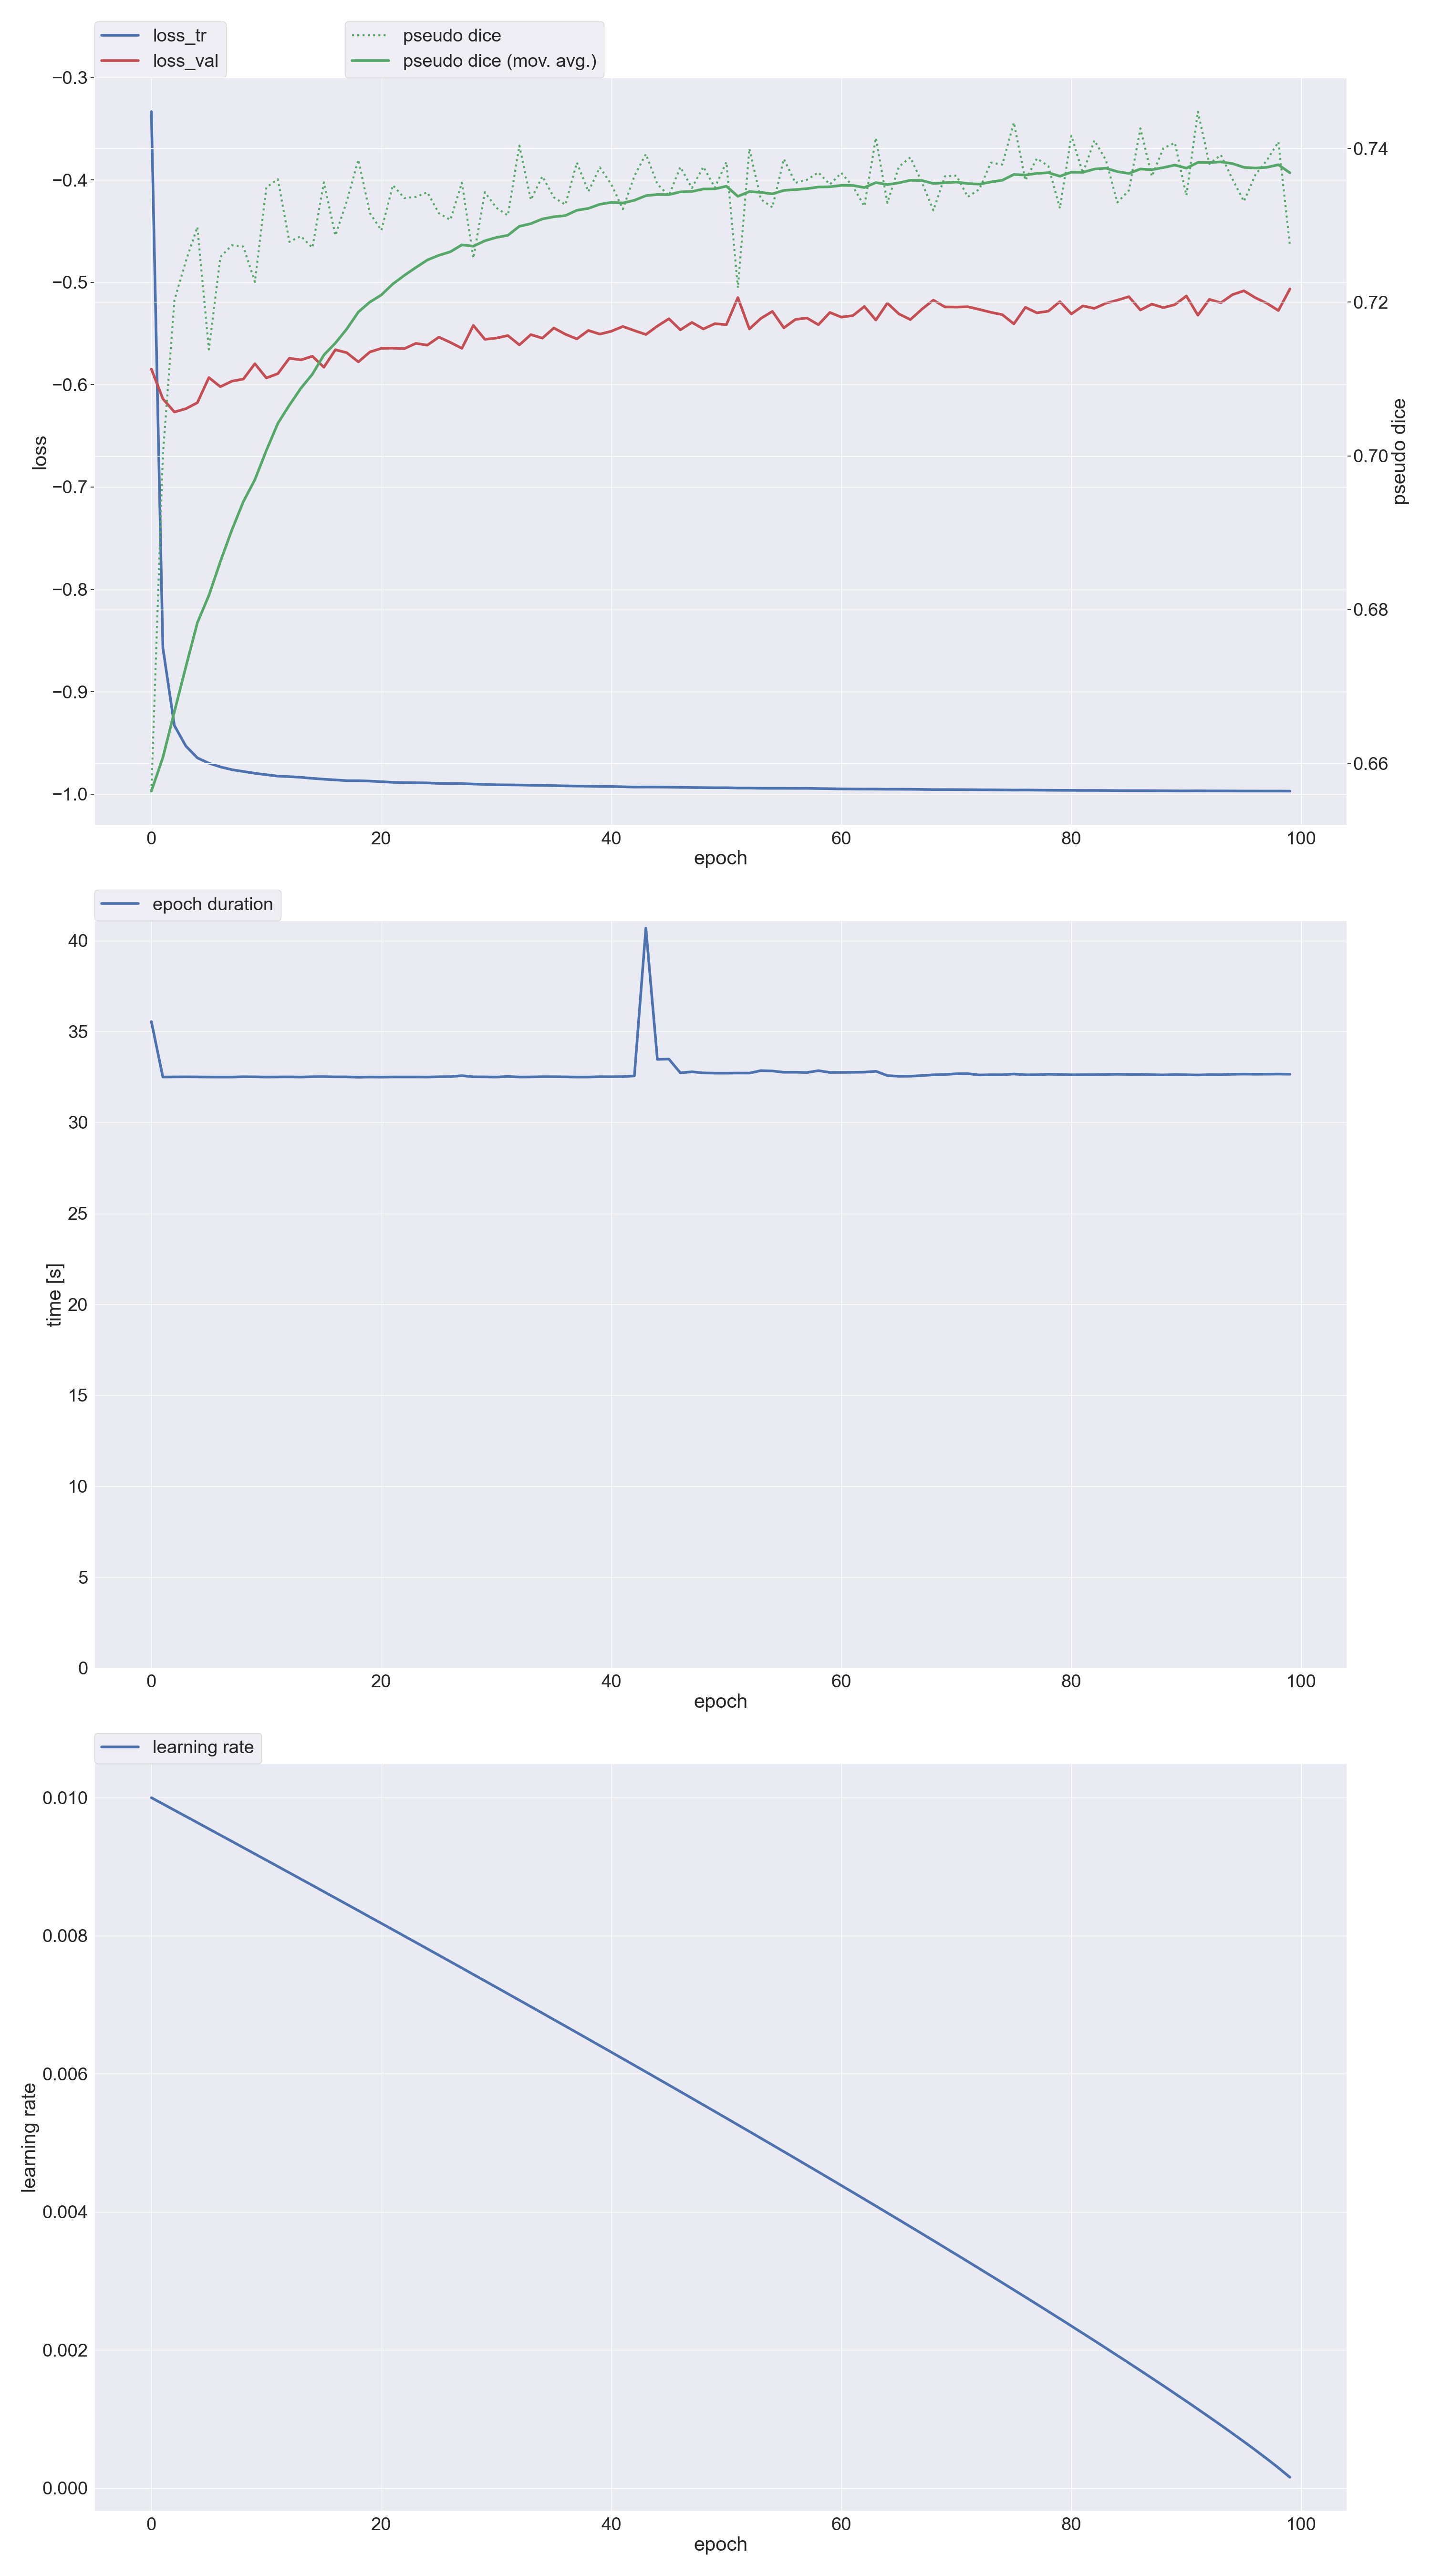 loss_tr
loss_val
pseudo dice
pseudo dice (mov. avg.)
−0.3
−0.4
−0.5
−0.6
−0.7
−0.8
−0.9
−1.0
loss
0.74
0.72
0.70
0.68
0.66
pseudo dice
0 20 40 60 80 100
epoch
epoch duration
40
35
30
25
20
15
10
5
0
time [s]
0 20 40 60 80 100
epoch
learning rate
0.010
0.008
0.006
0.004
0.002
0.000
learning rate
0 20 40 60 80 100
epoch